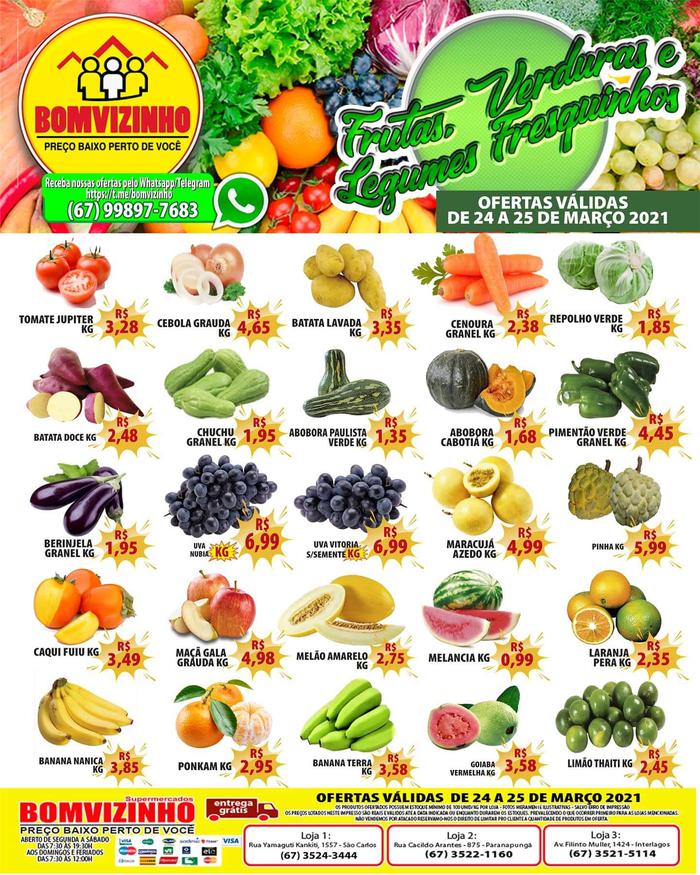 BOMVIZINHO
PREÇO BAIXO PERTO DE VOCÊ
Receba nossas ofertas pelo Whatsapp/Telegram
https://t.me/bomvizinho
(67) 99897-7683
Frutas, Verduras e
Legumes Fresquinhos
OFERTAS VÁLIDAS
DE 24 A 25 DE MARÇO 2021
TOMATE JUPITER
KG
R$
3,28
CEBOLA GRAUDA
KG
R$
4,65
BATATA LAVADA
KG
R$
3,35
CENOURA
GRANEL KG
R$
2,38
REPOLHO VERDE
KG
R$
1,85
BATATA DOCE KG
R$
2,48
CHUCHU
GRANEL KG
R$
1,95
ABOBORA PAULISTA
VERDE KG
R$
1,35
ABOBORA
CABOTIÁ KG
R$
1,68
PIMENTÃO VERDE
GRANEL KG
R$
4,45
BERINJELA
GRANEL KG
R$
1,95
UVA
NUBIA KG
R$
6,99
UVA VITORIA
S/SEMENTE KG
R$
6,99
MARACUJÁ
AZEDO KG
R$
4,99
PINHA KG
R$
5,99
CAQUI FUIU KG
R$
3,49
MAÇÃ GALA
GRAUDA KG
R$
4,98
MELÃO AMARELO
KG
R$
2,75
MELANCIA KG
R$
0,99
LARANJA
PERA KG
R$
2,35
BANANA NANICA
KG
R$
3,85
PONKAM KG
R$
2,95
BANANA TERRA
KG
R$
3,58
GOIABA
VERMELHA KG
R$
3,58
LIMÃO THAITI KG
R$
2,45
Supermercados
BOMVIZINHO
PREÇO BAIXO PERTO DE VOCÊ
ABERTO DE SEGUNDA A SÁBADO
DAS 7:30 ÀS 19:30H
AOS DOMINGOS E FERIADOS
DAS 7:30 ÀS 12:00H
VISA
entrega
grátis
OFERTAS VÁLIDAS DE 24 A 25 DE MARÇO 2021
Loja 1:
Rua Yamaguti Kankiti, 1557 - São Carlos
(67) 3524-3444
Loja 2:
Rua Cacildo Arantes - 875 - Paranapungá
(67) 3522-1160
Loja 3:
Av. Filinto Muller, 1424 - Interlagos
(67) 3521-5114